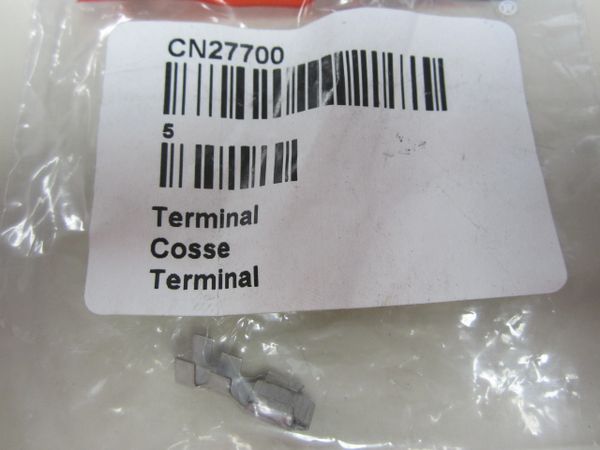 ®
CN27700
5
Terminal
Cosse
Terminal